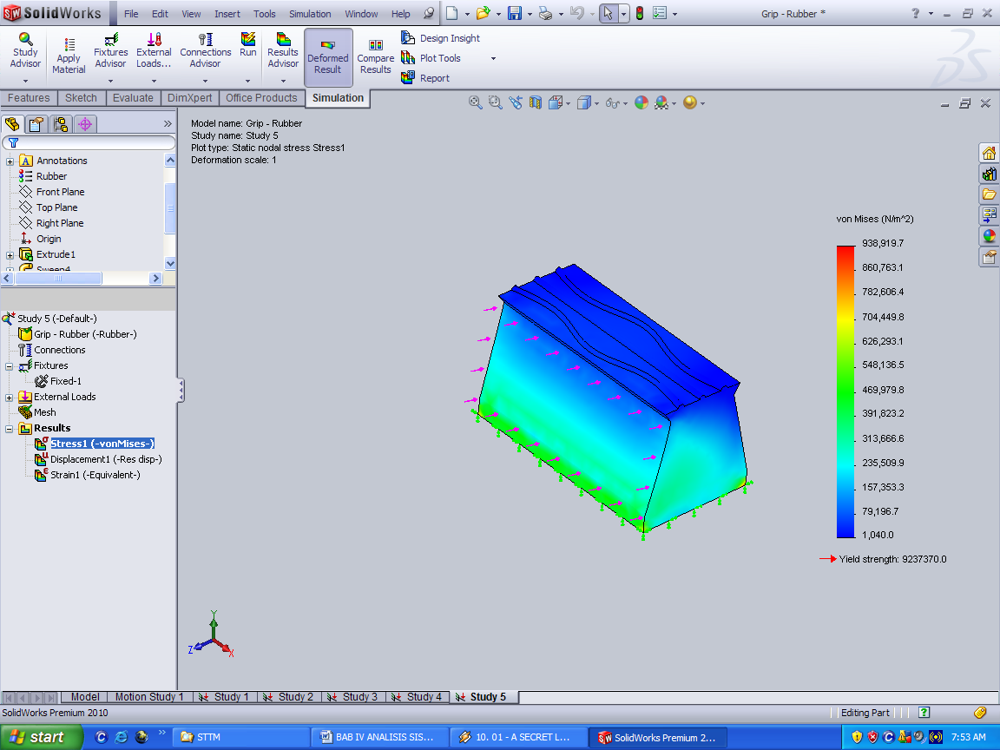 SolidWorks File Edit View Insert Tools Simulation Window Help Grip - Rubber *
Study Advisor
Apply Material
Fixtures Advisor
External Loads...
Connections Advisor
Run
Results Advisor
Deformed Result
Compare Results
Design Insight
Plot Tools
Report
Features Sketch Evaluate DimXpert Office Products Simulation
Model name: Grip - Rubber
Study name: Study 5
Plot type: Static nodal stress Stress1
Deformation scale: 1
Annotations
Rubber
Front Plane
Top Plane
Right Plane
Origin
Extrude1
Sweep4
Study 5 (-Default-)
Grip - Rubber (-Rubber-)
Connections
Fixtures
Fixed-1
External Loads
Mesh
Results
Stress1 (-vonMises-)
Displacement1 (-Res disp-)
Strain1 (-Equivalent-)
von Mises (N/m^2)
938,919.7
860,763.1
782,606.4
704,449.8
626,293.1
548,136.5
469,979.8
391,823.2
313,666.6
235,509.9
157,353.3
79,196.7
1,040.0
Yield strength: 9237370.0
Y
Z
X
Model Motion Study 1 Study 1 Study 2 Study 3 Study 4 Study 5
SolidWorks Premium 2010 Editing Part
start STTM BAB IV ANALISIS SIS... 10. 01 - A SECRET L... SolidWorks Premium 2... 7:53 AM